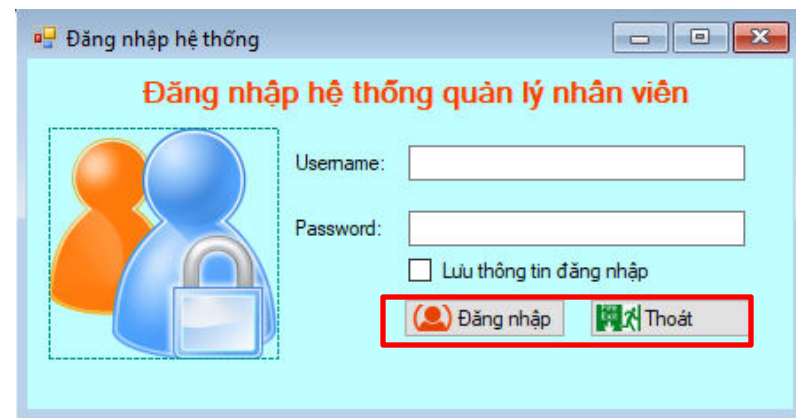 Đăng nhập hệ thống
Đăng nhập hệ thống quản lý nhân viên
Username:
Password:
Lưu thông tin đăng nhập
Đăng nhập Thoát